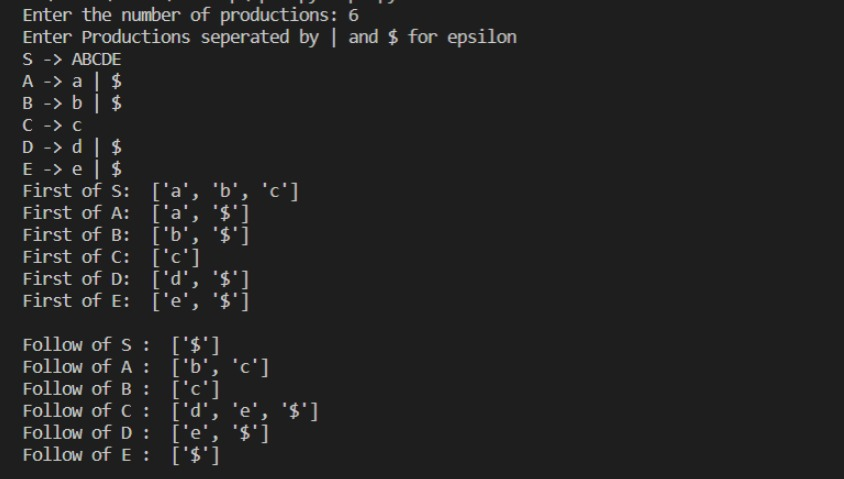 Enter the number of productions: 6
Enter Productions seperated by | and $ for epsilon
S -> ABCDE
A -> a | $
B -> b | $
C -> c
D -> d | $
E -> e | $
First of S:  ['a', 'b', 'c']
First of A:  ['a', '$']
First of B:  ['b', '$']
First of C:  ['c']
First of D:  ['d', '$']
First of E:  ['e', '$']

Follow of S :  ['$']
Follow of A :  ['b', 'c']
Follow of B :  ['c']
Follow of C :  ['d', 'e', '$']
Follow of D :  ['e', '$']
Follow of E :  ['$']